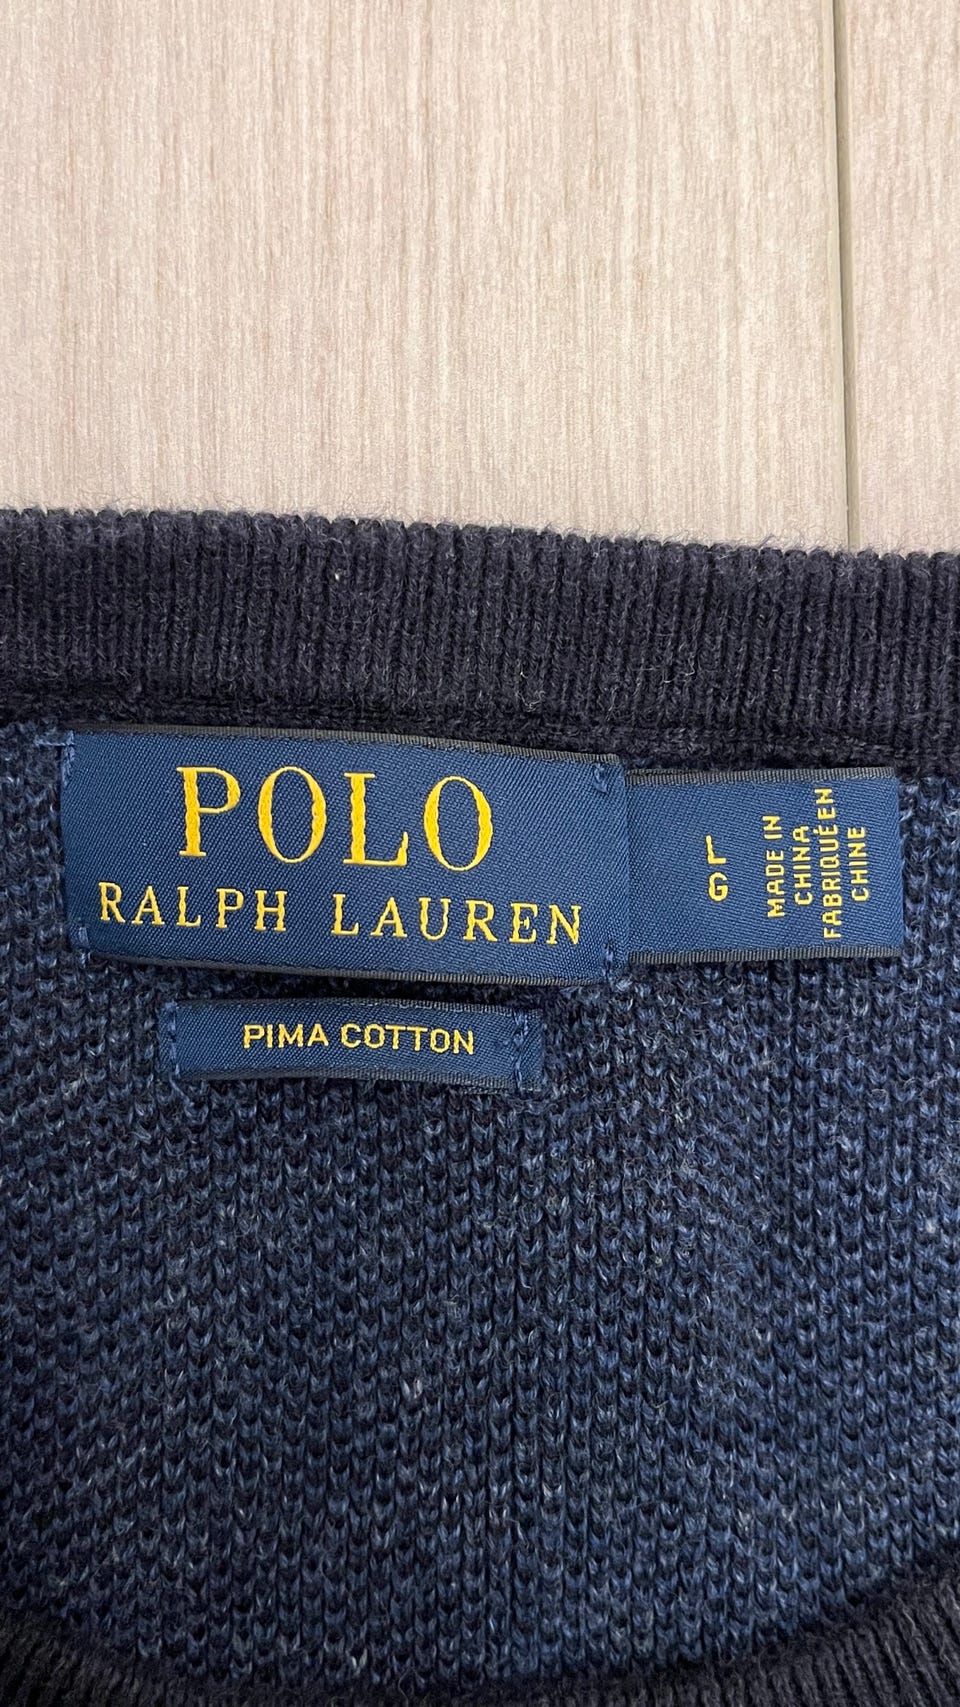 POLO
RALPH LAUREN
L
G
MADE IN
CHINA
FABRIQUÉ EN
CHINE
PIMA COTTON